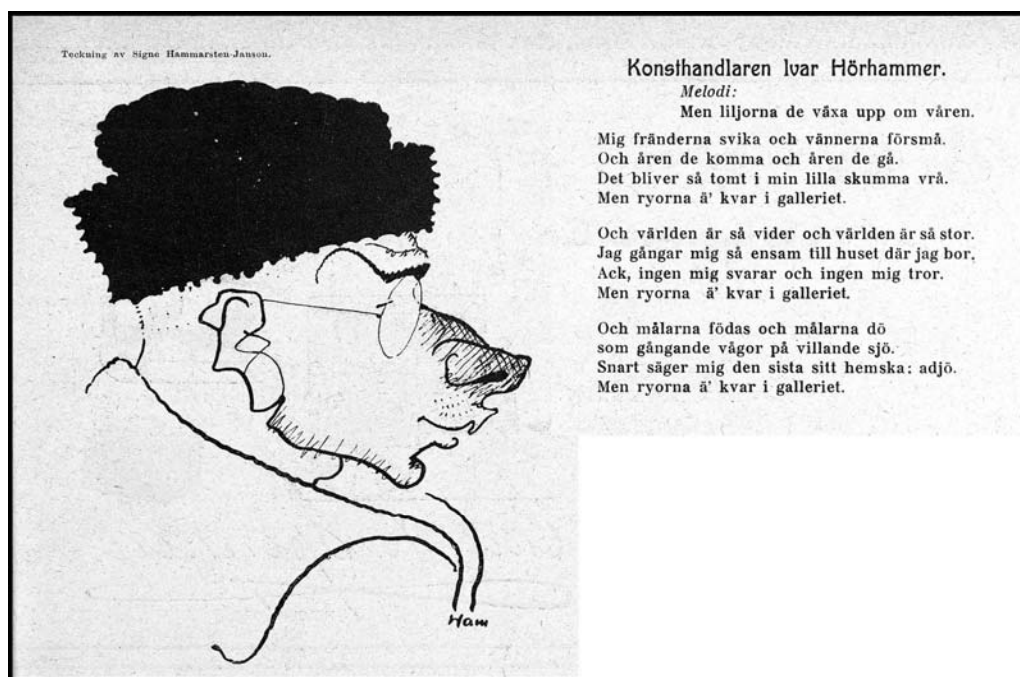 Teckning av Signe Hammarsten-Janson.
Konsthandlaren Ivar Hörhammer.
Melodi:
Men liljorna de växa upp om våren.
Mig fränderna svika och vännerna försmå.
Och åren de komma och åren de gå.
Det bliver så tomt i min lilla skumma vrå.
Men ryorna ä' kvar i galleriet.
Och världen är så vider och världen är så stor.
Jag gångar mig så ensam till huset där jag bor,
Ack, ingen mig svarar och ingen mig tror.
Men ryorna ä' kvar i galleriet.
Och målarna födas och målarna dö
som gångande vågor på villande sjö.
Snart säger mig den sista sitt hemska: adjö.
Men ryorna ä' kvar i galleriet.
Ham